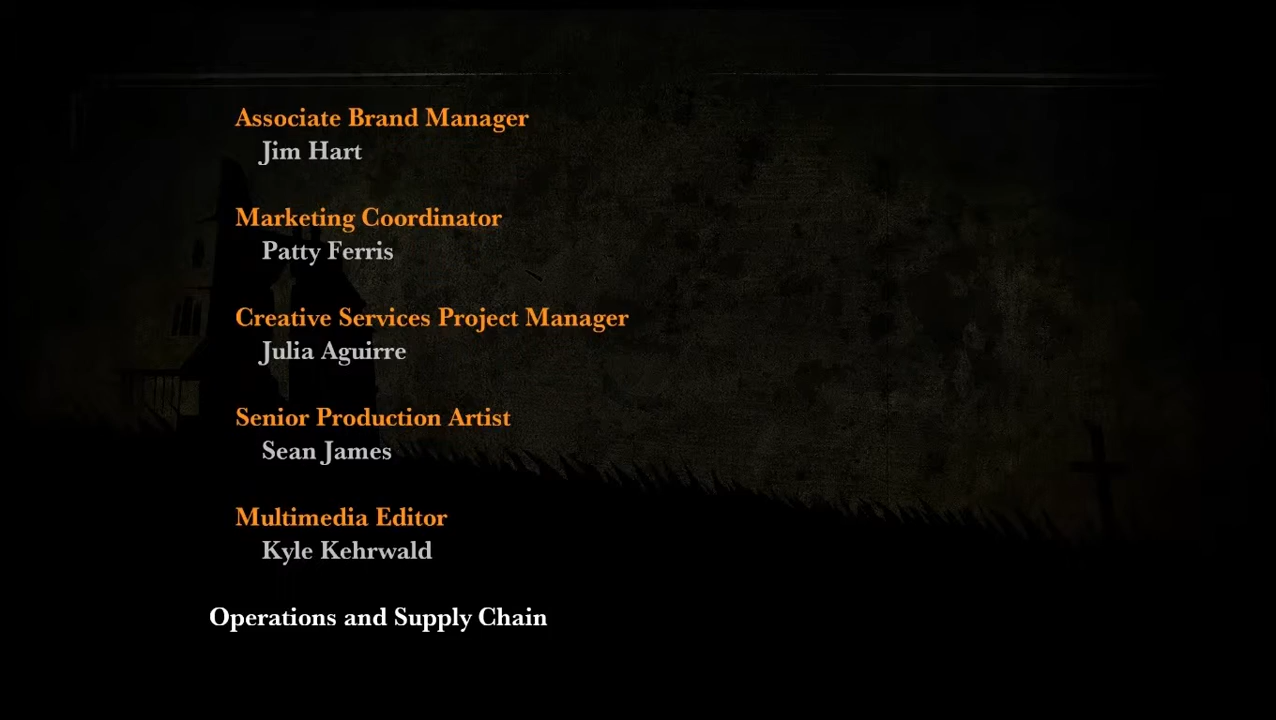 Associate Brand Manager
Jim Hart
Marketing Coordinator
Patty Ferris
Creative Services Project Manager
Julia Aguirre
Senior Production Artist
Sean James
Multimedia Editor
Kyle Kehrwald
Operations and Supply Chain